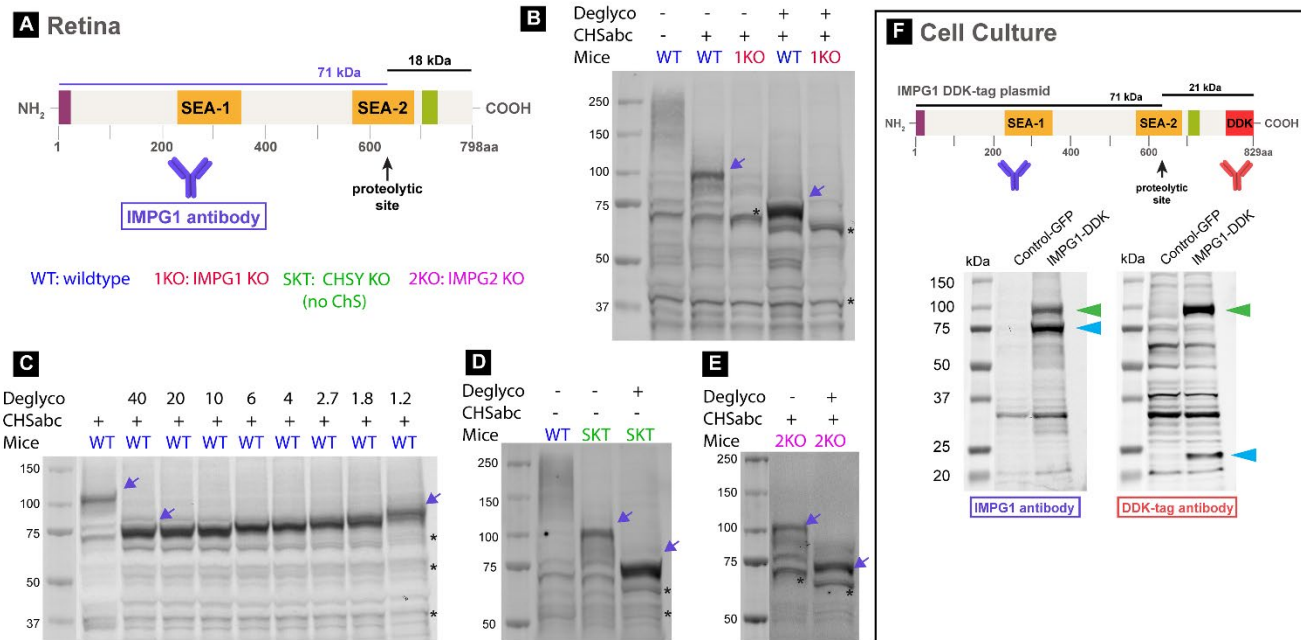 A Retina
71 kDa
18 kDa
NH2
SEA-1
SEA-2
COOH
1
200
400
600
798aa
proteolytic
site
IMPG1 antibody
WT: wildtype
1KO: IMPG1 KO
SKT: CHSY KO
(no ChS)
2KO: IMPG2 KO
B
Deglyco - - - + +
CHSabc - + + + +
Mice WT WT 1KO WT 1KO
250
150
100
75
50
37
*
*
*
C
Deglyco 40 20 10 6 4 2.7 1.8 1.2
CHSabc + + + + + + + + +
Mice WT WT WT WT WT WT WT WT WT
150
100
75
50
37
*
*
*
D
Deglyco - - +
CHSabc - - -
Mice WT SKT SKT
250
150
100
75
50
*
*
E
Deglyco - +
CHSabc + +
Mice 2KO 2KO
250
150
100
75
50
*
*
F Cell Culture
IMPG1 DDK-tag plasmid
71 kDa
21 kDa
NH2
SEA-1
SEA-2
DDK
COOH
1
200
400
600
829aa
proteolytic
site
kDa
Control-GFP
IMPG1-DDK
100
75
50
37
25
20
IMPG1 antibody
kDa
Control-GFP
IMPG1-DDK
DDK-tag antibody